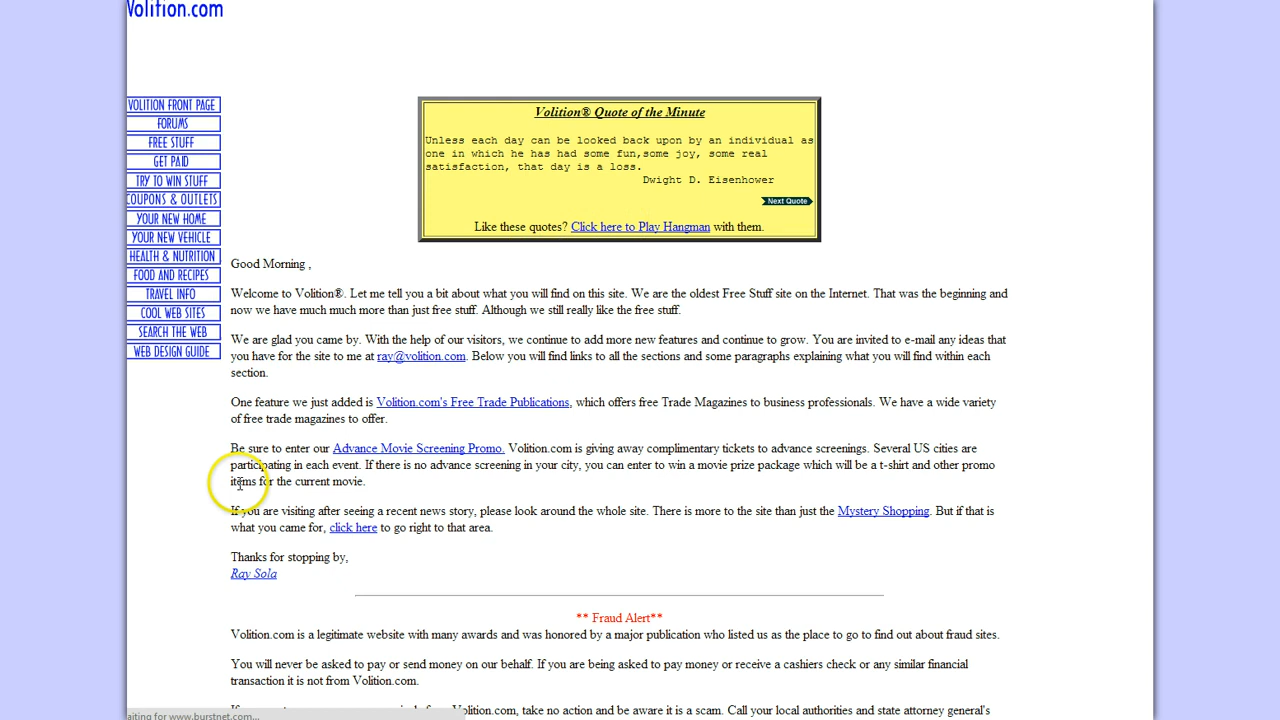 Volition.com
VOLITION FRONT PAGE
FORUMS
FREE STUFF
GET PAID
TRY TO WIN STUFF
COUPONS & OUTLETS
YOUR NEW HOME
YOUR NEW VEHICLE
HEALTH & NUTRITION
FOOD AND RECIPES
TRAVEL INFO
COOL WEB SITES
SEARCH THE WEB
WEB DESIGN GUIDE
Volition® Quote of the Minute
Unless each day can be looked back upon by an individual as
one in which he has had some fun,some joy, some real
satisfaction, that day is a loss.
Dwight D. Eisenhower
Next Quote
Like these quotes? Click here to Play Hangman with them.
Good Morning ,
Welcome to Volition®. Let me tell you a bit about what you will find on this site. We are the oldest Free Stuff site on the Internet. That was the beginning and
now we have much much more than just free stuff. Although we still really like the free stuff.
We are glad you came by. With the help of our visitors, we continue to add more new features and continue to grow. You are invited to e-mail any ideas that
you have for the site to me at ray@volition.com. Below you will find links to all the sections and some paragraphs explaining what you will find within each
section.
One feature we just added is Volition.com's Free Trade Publications, which offers free Trade Magazines to business professionals. We have a wide variety
of free trade magazines to offer.
Be sure to enter our Advance Movie Screening Promo. Volition.com is giving away complimentary tickets to advance screenings. Several US cities are
participating in each event. If there is no advance screening in your city, you can enter to win a movie prize package which will be a t-shirt and other promo
items for the current movie.
If you are visiting after seeing a recent news story, please look around the whole site. There is more to the site than just the Mystery Shopping. But if that is
what you came for, click here to go right to that area.
Thanks for stopping by,
Ray Sola
** Fraud Alert**
Volition.com is a legitimate website with many awards and was honored by a major publication who listed us as the place to go to find out about fraud sites.
You will never be asked to pay or send money on our behalf. If you are being asked to pay money or receive a cashiers check or any similar financial
transaction it is not from Volition.com.
Volition.com, take no action and be aware it is a scam. Call your local authorities and state attorney general's
aiting for www.burstnet.com...